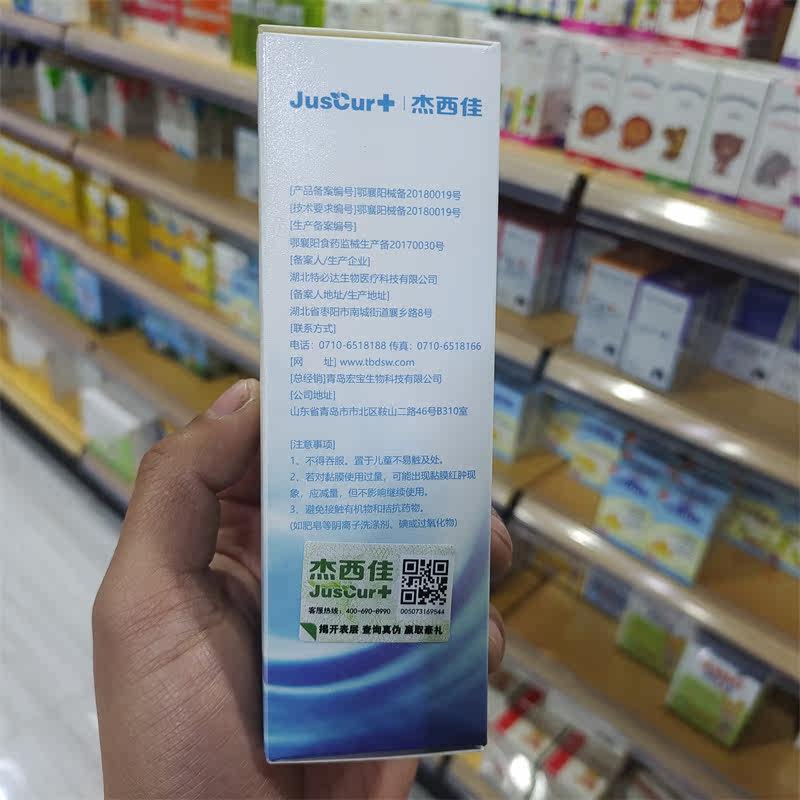 JusCur+ | 杰西佳
[产品备案编号]鄂襄阳械备20180019号
[技术要求编号]鄂襄阳械备20180019号
[生产备案编号]
鄂襄阳食药监械生产备20170030号
[备案人/生产企业]
湖北特必达生物医疗科技有限公司
[备案人地址/生产地址]
湖北省枣阳市南城街道襄乡路8号
[联系方式]
电话：0710-6518188 传真：0710-6518166
[网 址] www.tbdsw.com
[总经销]青岛宏宝生物科技有限公司
[公司地址]
山东省青岛市市北区鞍山二路46号B310室
[注意事项]
1、不得吞服。置于儿童不易触及处。
2、若对黏膜使用过量，可能出现黏膜红肿现
象，应减量，但不影响继续使用。
3、避免接触有机物和拮抗药物。
(如肥皂等阴离子洗涤剂、碘或过氧化物)
杰西佳
JusCur+
客服热线：400-690-8990
005073169544
揭开表层 查询真伪 赢取豪礼